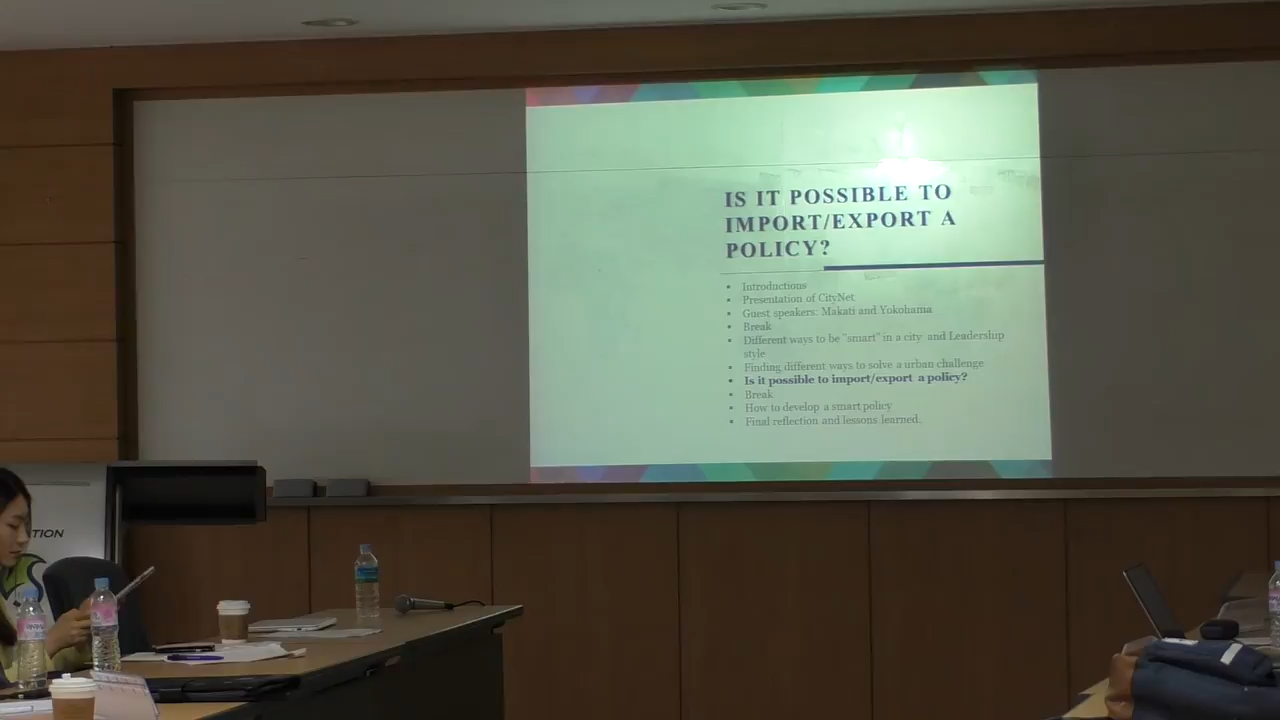 IS IT POSSIBLE TO
IMPORT/EXPORT A
POLICY?
▪ Introductions
▪ Presentation of CityNet
▪ Guest speakers: Makati and Yokohama
▪ Break
▪ Different ways to be "smart" in a city and Leadership
style
▪ Finding different ways to solve a urban challenge
▪ Is it possible to import/export a policy?
▪ Break
▪ How to develop a smart policy
▪ Final reflection and lessons learned.
TION